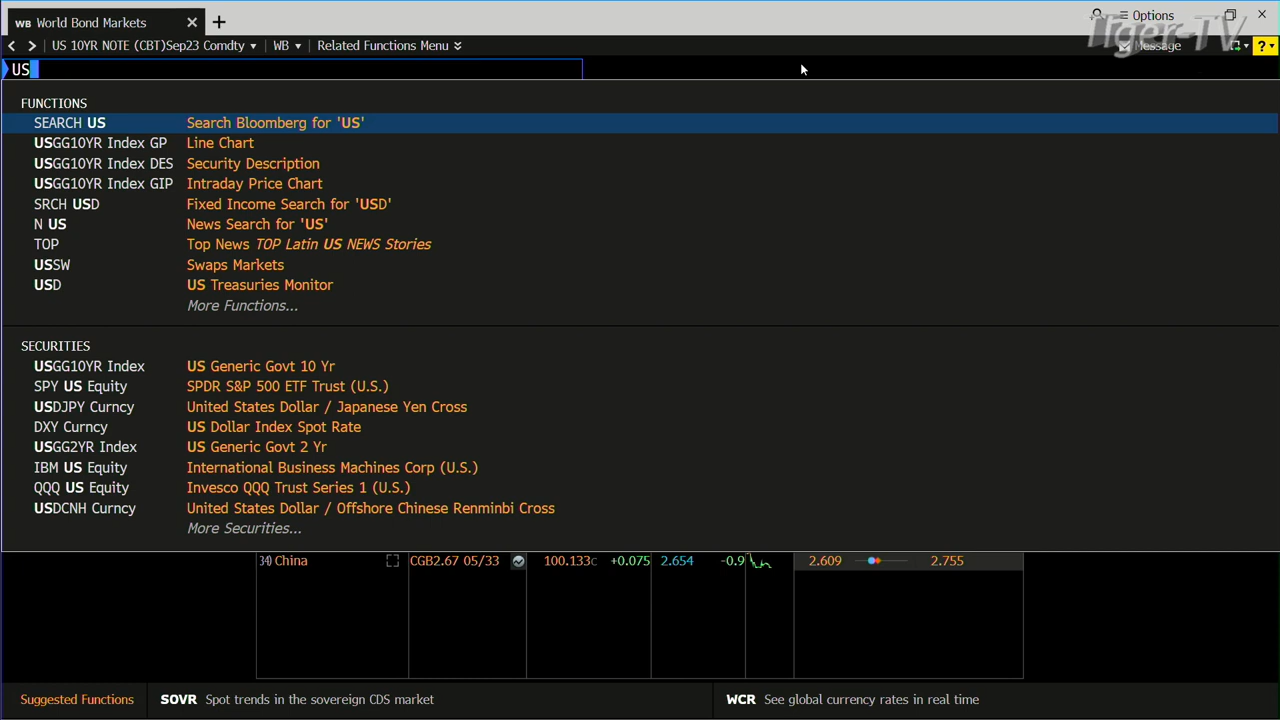 WB World Bond Markets
Options
US 10YR NOTE (CBT)Sep23 Comdty WB Related Functions Menu
Message ?
Tiger-TV
US
FUNCTIONS
SEARCH US Search Bloomberg for 'US'
USGG10YR Index GP Line Chart
USGG10YR Index DES Security Description
USGG10YR Index GIP Intraday Price Chart
SRCH USD Fixed Income Search for 'USD'
N US News Search for 'US'
TOP Top News TOP Latin US NEWS Stories
USSW Swaps Markets
USD US Treasuries Monitor
More Functions...
SECURITIES
USGG10YR Index US Generic Govt 10 Yr
SPY US Equity SPDR S&P 500 ETF Trust (U.S.)
USDJPY Curncy United States Dollar / Japanese Yen Cross
DXY Curncy US Dollar Index Spot Rate
USGG2YR Index US Generic Govt 2 Yr
IBM US Equity International Business Machines Corp (U.S.)
QQQ US Equity Invesco QQQ Trust Series 1 (U.S.)
USDCNH Curncy United States Dollar / Offshore Chinese Renminbi Cross
More Securities...
34) China CGB2.67 05/33 100.133c +0.075 2.654 -0.9 2.609 2.755
Suggested Functions SOVR Spot trends in the sovereign CDS market WCR See global currency rates in real time